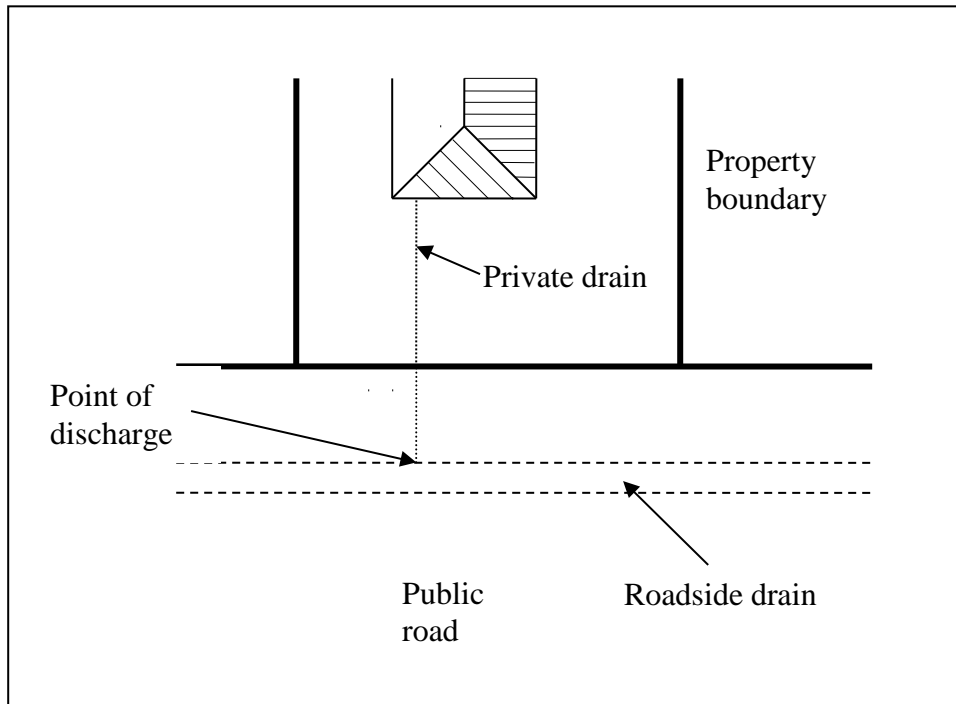 Property
boundary
Private drain
Point of
discharge
Public
road
Roadside drain